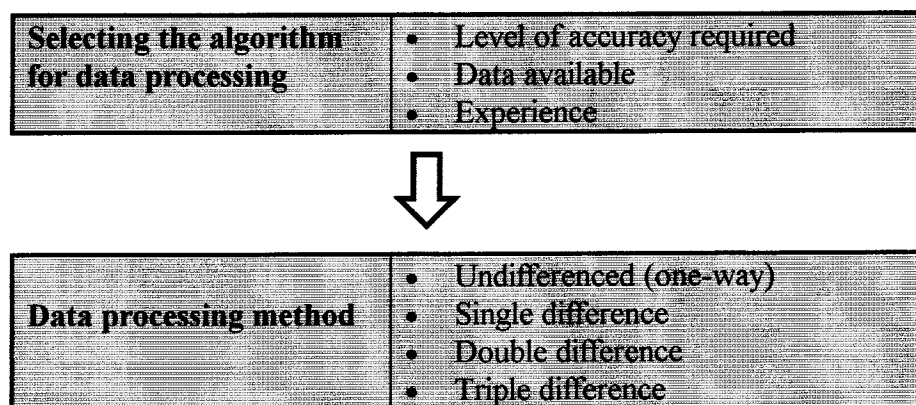 Selecting the algorithm
for data processing
• Level of accuracy required
• Data available
• Experience
Data processing method
• Undifferenced (one-way)
• Single difference
• Double difference
• Triple difference